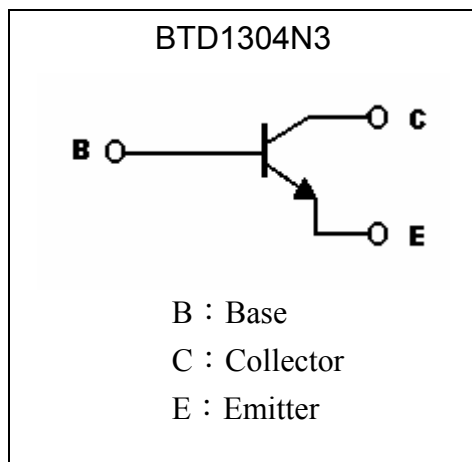 BTD1304N3
C
B
E
B：Base
C：Collector
E：Emitter